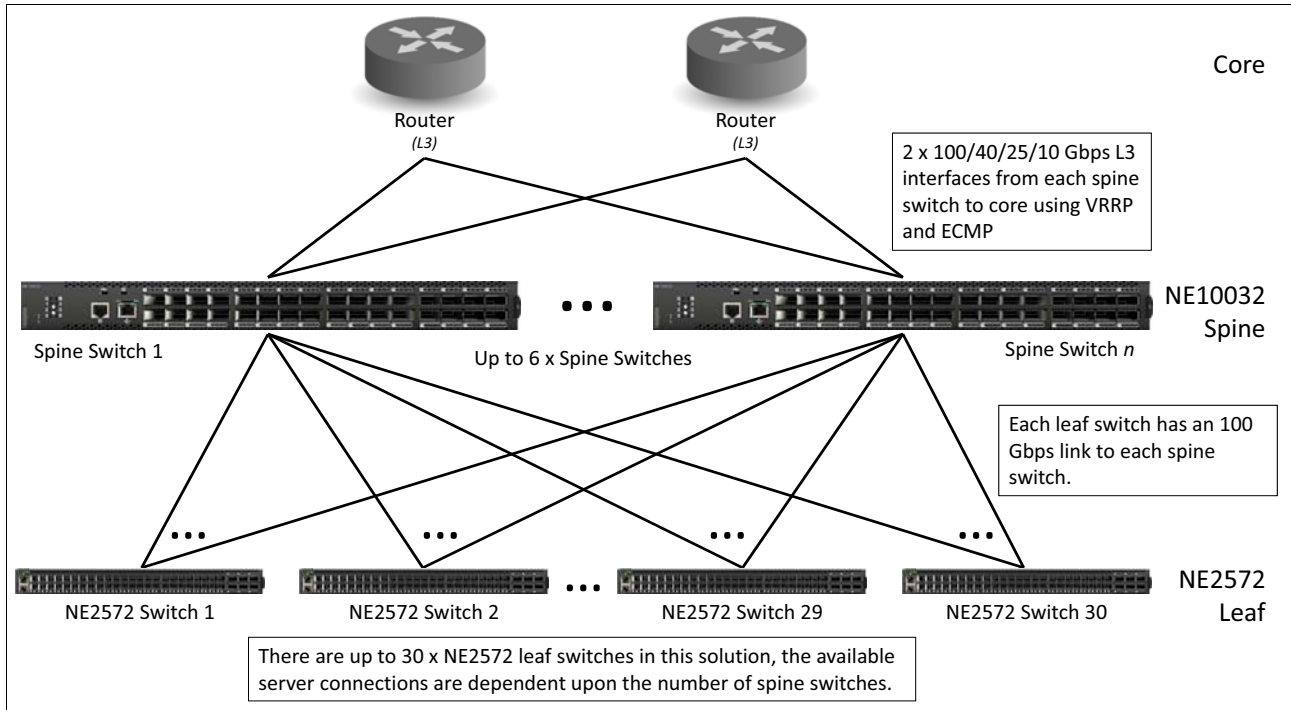 Core
Router
(L3)
Router
(L3)
2 x 100/40/25/10 Gbps L3
interfaces from each spine
switch to core using VRRP
and ECMP
NE10032
Spine
Spine Switch 1
Up to 6 x Spine Switches
Spine Switch n
Each leaf switch has an 100
Gbps link to each spine
switch.
NE2572
Leaf
NE2572 Switch 1
NE2572 Switch 2
NE2572 Switch 29
NE2572 Switch 30
There are up to 30 x NE2572 leaf switches in this solution, the available
server connections are dependent upon the number of spine switches.